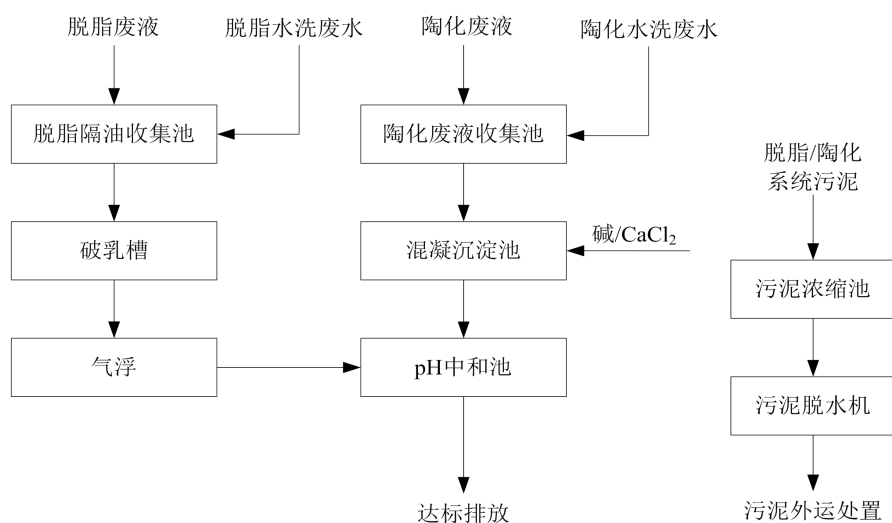 脱脂废液
脱脂水洗废水
陶化废液
陶化水洗废水
脱脂隔油收集池
陶化废液收集池
脱脂/陶化
系统污泥
破乳槽
混凝沉淀池
碱/CaCl₂
污泥浓缩池
气浮
pH中和池
污泥脱水机
达标排放
污泥外运处置